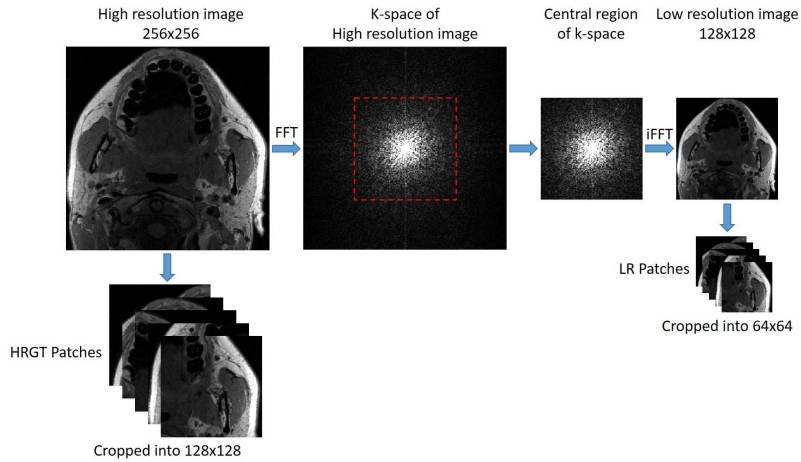 High resolution image
256x256
K-space of
High resolution image
Central region
of k-space
Low resolution image
128x128
FFT
iFFT
LR Patches
Cropped into 64x64
HRGT Patches
Cropped into 128x128